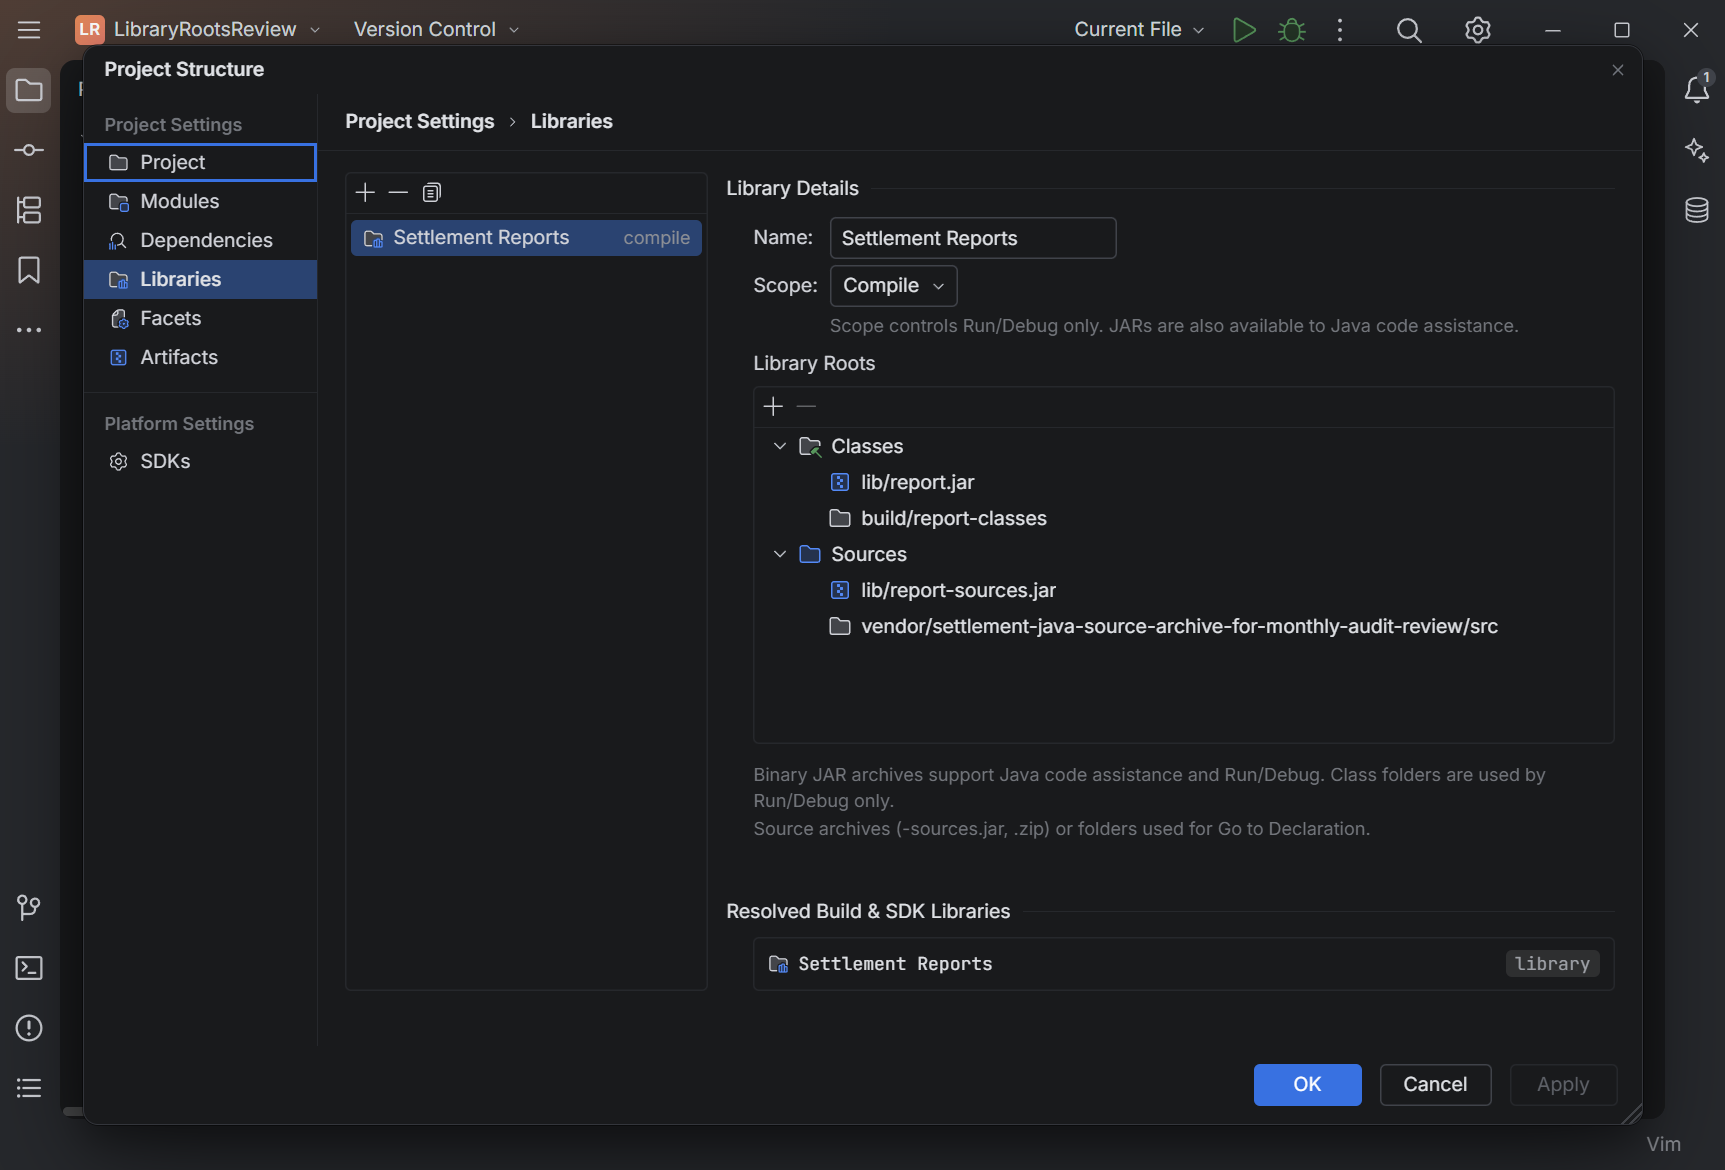 LR LibraryRootsReview Version Control Current File
Project Structure
1
Project Settings
Project
Modules
Dependencies
Libraries
Facets
Artifacts
Platform Settings
SDKs
Project Settings › Libraries
Settlement Reports compile
Library Details
Name: Settlement Reports
Scope: Compile
Scope controls Run/Debug only. JARs are also available to Java code assistance.
Library Roots
Classes
lib/report.jar
build/report-classes
Sources
lib/report-sources.jar
vendor/settlement-java-source-archive-for-monthly-audit-review/src
Binary JAR archives support Java code assistance and Run/Debug. Class folders are used by
Run/Debug only.
Source archives (-sources.jar, .zip) or folders used for Go to Declaration.
Resolved Build & SDK Libraries
Settlement Reports library
OK Cancel Apply
Vim